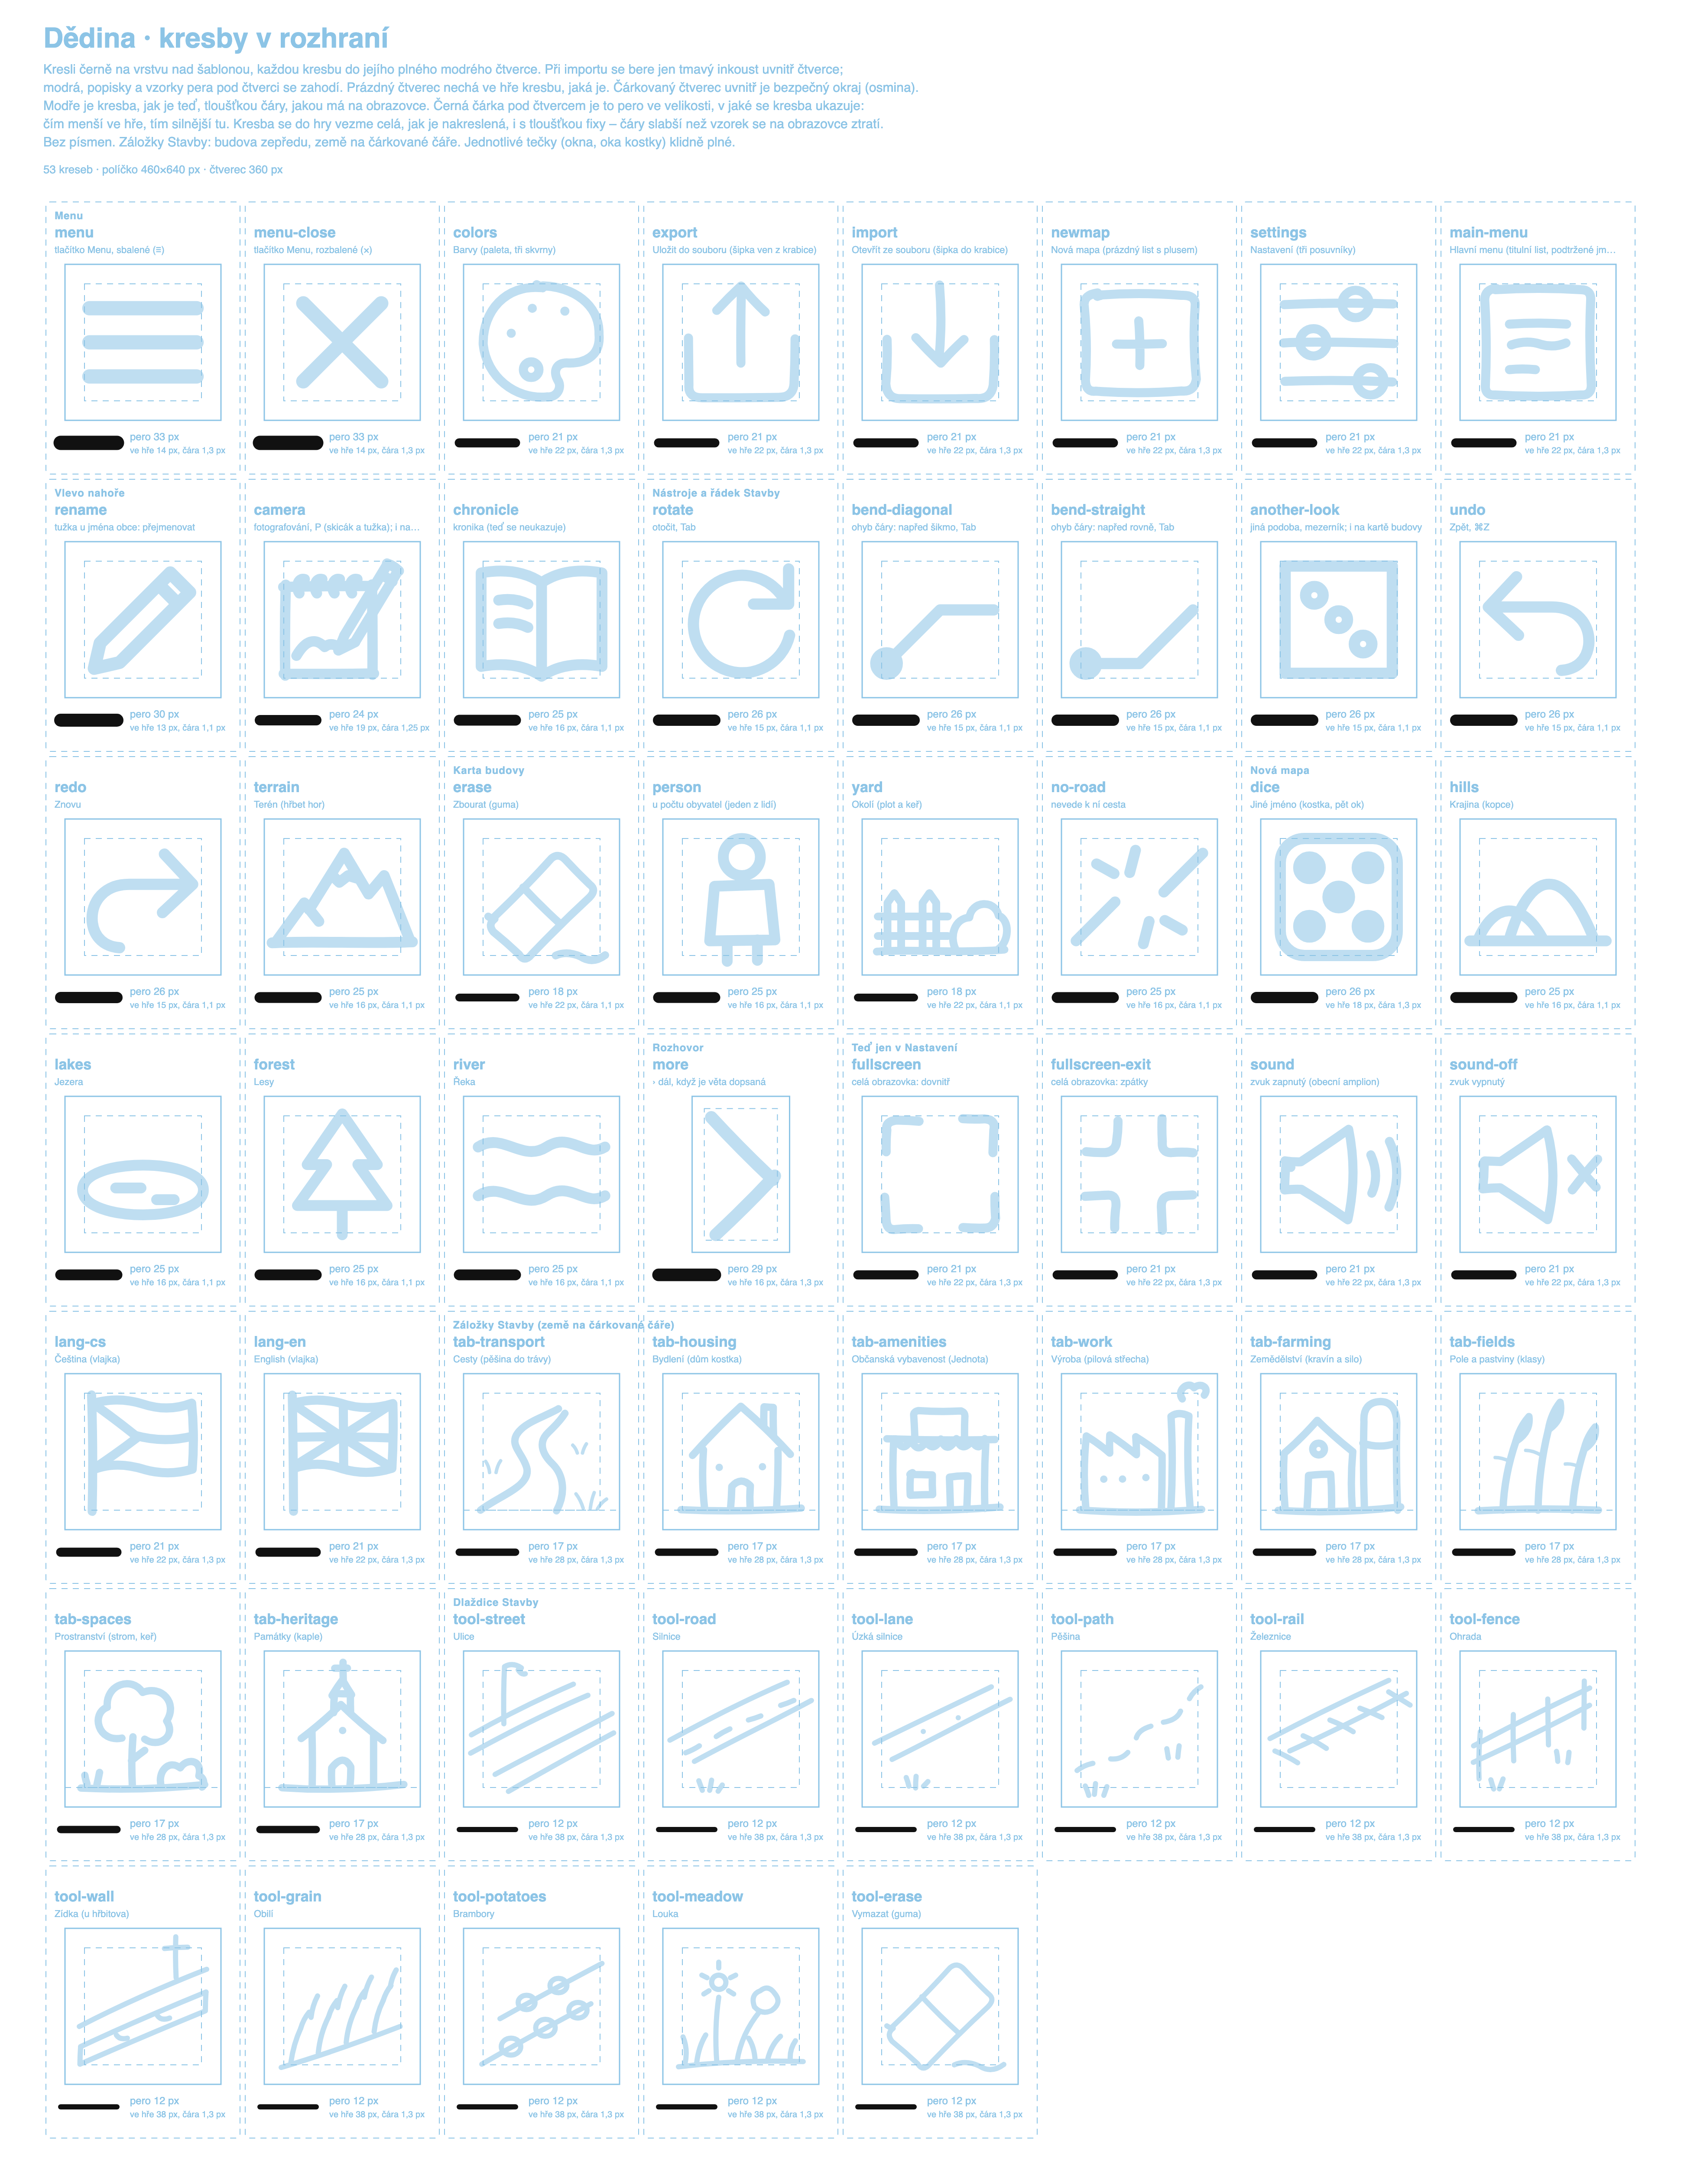 Dědina · kresby v rozhraní
Kresli černě na vrstvu nad šablonou, každou kresbu do jejího plného modrého čtverce. Při importu se bere jen tmavý inkoust uvnitř čtverce;
modrá, popisky a vzorky pera pod čtverci se zahodí. Prázdný čtverec nechá ve hře kresbu, jaká je. Čárkovaný čtverec uvnitř je bezpečný okraj (osmina).
Modře je kresba, jak je teď, tloušťkou čáry, jakou má na obrazovce. Černá čárka pod čtvercem je to pero ve velikosti, v jaké se kresba ukazuje:
čím menší ve hře, tím silnější tu. Kresba se do hry vezme celá, jak je nakreslená, i s tloušťkou fixy – čáry slabší než vzorek se na obrazovce ztratí.
Bez písmen. Záložky Stavby: budova zepředu, země na čárkované čáře. Jednotlivé tečky (okna, oka kostky) klidně plné.
53 kreseb · políčko 460×640 px · čtverec 360 px
Menu
menu
tlačítko Menu, sbalené (≡)
pero 33 px
ve hře 14 px, čára 1,3 px
menu-close
tlačítko Menu, rozbalené (×)
pero 33 px
ve hře 14 px, čára 1,3 px
colors
Barvy (paleta, tři skvrny)
pero 21 px
ve hře 22 px, čára 1,3 px
export
Uložit do souboru (šipka ven z krabice)
pero 21 px
ve hře 22 px, čára 1,3 px
import
Otevřít ze souboru (šipka do krabice)
pero 21 px
ve hře 22 px, čára 1,3 px
newmap
Nová mapa (prázdný list s plusem)
pero 21 px
ve hře 22 px, čára 1,3 px
settings
Nastavení (tři posuvníky)
pero 21 px
ve hře 22 px, čára 1,3 px
main-menu
Hlavní menu (titulní list, podtržené jm…
pero 21 px
ve hře 22 px, čára 1,3 px
Vlevo nahoře
rename
tužka u jména obce: přejmenovat
pero 30 px
ve hře 13 px, čára 1,1 px
camera
fotografování, P (skicák a tužka); i na…
pero 24 px
ve hře 19 px, čára 1,25 px
chronicle
kronika (teď se neukazuje)
pero 25 px
ve hře 16 px, čára 1,1 px
Nástroje a řádek Stavby
rotate
otočit, Tab
pero 26 px
ve hře 15 px, čára 1,1 px
bend-diagonal
ohyb čáry: napřed šikmo, Tab
pero 26 px
ve hře 15 px, čára 1,1 px
bend-straight
ohyb čáry: napřed rovně, Tab
pero 26 px
ve hře 15 px, čára 1,1 px
another-look
jiná podoba, mezerník; i na kartě budovy
pero 26 px
ve hře 15 px, čára 1,1 px
undo
Zpět, ⌘Z
pero 26 px
ve hře 15 px, čára 1,1 px
redo
Znovu
pero 26 px
ve hře 15 px, čára 1,1 px
terrain
Terén (hřbet hor)
pero 25 px
ve hře 16 px, čára 1,1 px
Karta budovy
erase
Zbourat (guma)
pero 18 px
ve hře 22 px, čára 1,1 px
person
u počtu obyvatel (jeden z lidí)
pero 25 px
ve hře 16 px, čára 1,1 px
yard
Okolí (plot a keř)
pero 18 px
ve hře 22 px, čára 1,1 px
no-road
nevede k ní cesta
pero 25 px
ve hře 16 px, čára 1,1 px
Nová mapa
dice
Jiné jméno (kostka, pět ok)
pero 26 px
ve hře 18 px, čára 1,3 px
hills
Krajina (kopce)
pero 25 px
ve hře 16 px, čára 1,1 px
lakes
Jezera
pero 25 px
ve hře 16 px, čára 1,1 px
forest
Lesy
pero 25 px
ve hře 16 px, čára 1,1 px
river
Řeka
pero 25 px
ve hře 16 px, čára 1,1 px
Rozhovor
more
› dál, když je věta dopsaná
pero 29 px
ve hře 16 px, čára 1,3 px
Teď jen v Nastavení
fullscreen
celá obrazovka: dovnitř
pero 21 px
ve hře 22 px, čára 1,3 px
fullscreen-exit
celá obrazovka: zpátky
pero 21 px
ve hře 22 px, čára 1,3 px
sound
zvuk zapnutý (obecní amplion)
pero 21 px
ve hře 22 px, čára 1,3 px
sound-off
zvuk vypnutý
pero 21 px
ve hře 22 px, čára 1,3 px
lang-cs
Čeština (vlajka)
pero 21 px
ve hře 22 px, čára 1,3 px
lang-en
English (vlajka)
pero 21 px
ve hře 22 px, čára 1,3 px
Záložky Stavby (země na čárkované čáře)
tab-transport
Cesty (pěšina do trávy)
pero 17 px
ve hře 28 px, čára 1,3 px
tab-housing
Bydlení (dům kostka)
pero 17 px
ve hře 28 px, čára 1,3 px
tab-amenities
Občanská vybavenost (Jednota)
pero 17 px
ve hře 28 px, čára 1,3 px
tab-work
Výroba (pilová střecha)
pero 17 px
ve hře 28 px, čára 1,3 px
tab-farming
Zemědělství (kravín a silo)
pero 17 px
ve hře 28 px, čára 1,3 px
tab-fields
Pole a pastviny (klasy)
pero 17 px
ve hře 28 px, čára 1,3 px
tab-spaces
Prostranství (strom, keř)
pero 17 px
ve hře 28 px, čára 1,3 px
tab-heritage
Památky (kaple)
pero 17 px
ve hře 28 px, čára 1,3 px
Dlaždice Stavby
tool-street
Ulice
pero 12 px
ve hře 38 px, čára 1,3 px
tool-road
Silnice
pero 12 px
ve hře 38 px, čára 1,3 px
tool-lane
Úzká silnice
pero 12 px
ve hře 38 px, čára 1,3 px
tool-path
Pěšina
pero 12 px
ve hře 38 px, čára 1,3 px
tool-rail
Železnice
pero 12 px
ve hře 38 px, čára 1,3 px
tool-fence
Ohrada
pero 12 px
ve hře 38 px, čára 1,3 px
tool-wall
Zídka (u hřbitova)
pero 12 px
ve hře 38 px, čára 1,3 px
tool-grain
Obilí
pero 12 px
ve hře 38 px, čára 1,3 px
tool-potatoes
Brambory
pero 12 px
ve hře 38 px, čára 1,3 px
tool-meadow
Louka
pero 12 px
ve hře 38 px, čára 1,3 px
tool-erase
Vymazat (guma)
pero 12 px
ve hře 38 px, čára 1,3 px